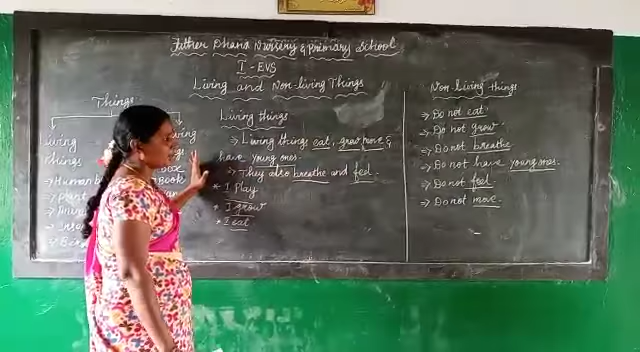 Father Dhana Nursery & Primary School
I - EVS
Living and Non-living Things
Things
Living Things
→ Human
Living things
⇒ Living things eat, grow move &
have young ones.
⇒ They also breathe and feel.
* I Play
* I grow
* I eat
Non living things
⇒ Do not eat.
⇒ Do not grow.
⇒ Do not breathe.
⇒ Do not have young ones.
⇒ Do not feel.
⇒ Do not move.